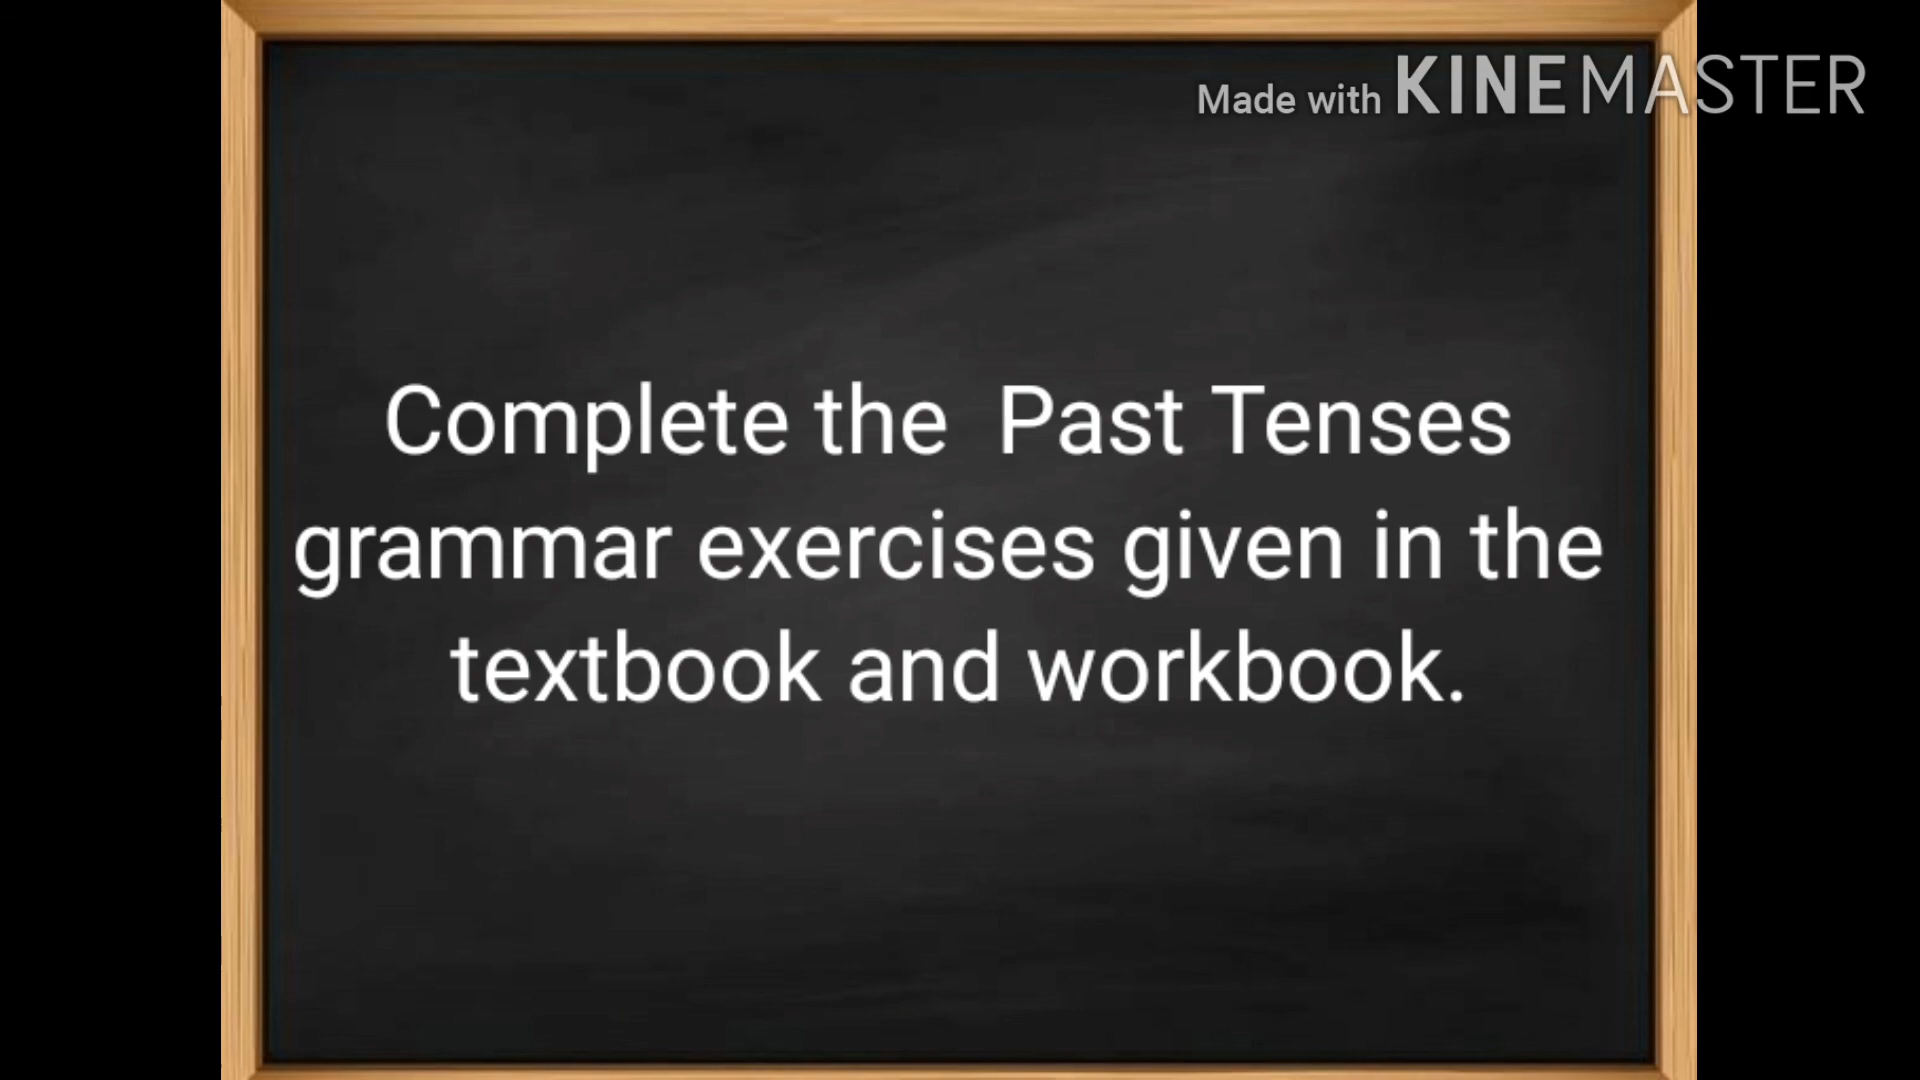 Made with KINEMASTER
Complete the  Past Tenses
grammar exercises given in the
textbook and workbook.